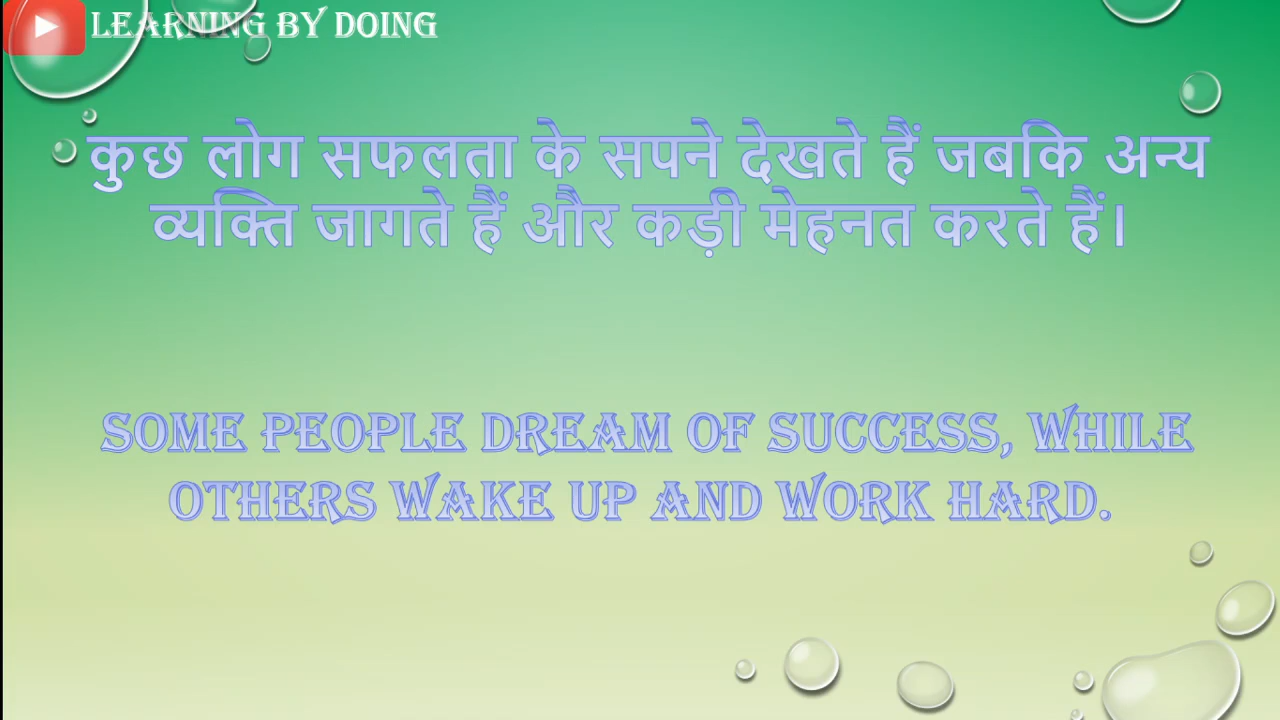 LEARNING BY DOING
कुछ लोग सफलता के सपने देखते हैं जबकि अन्य
व्यक्ति जागते हैं और कड़ी मेहनत करते हैं।
SOME PEOPLE DREAM OF SUCCESS, WHILE
OTHERS WAKE UP AND WORK HARD.